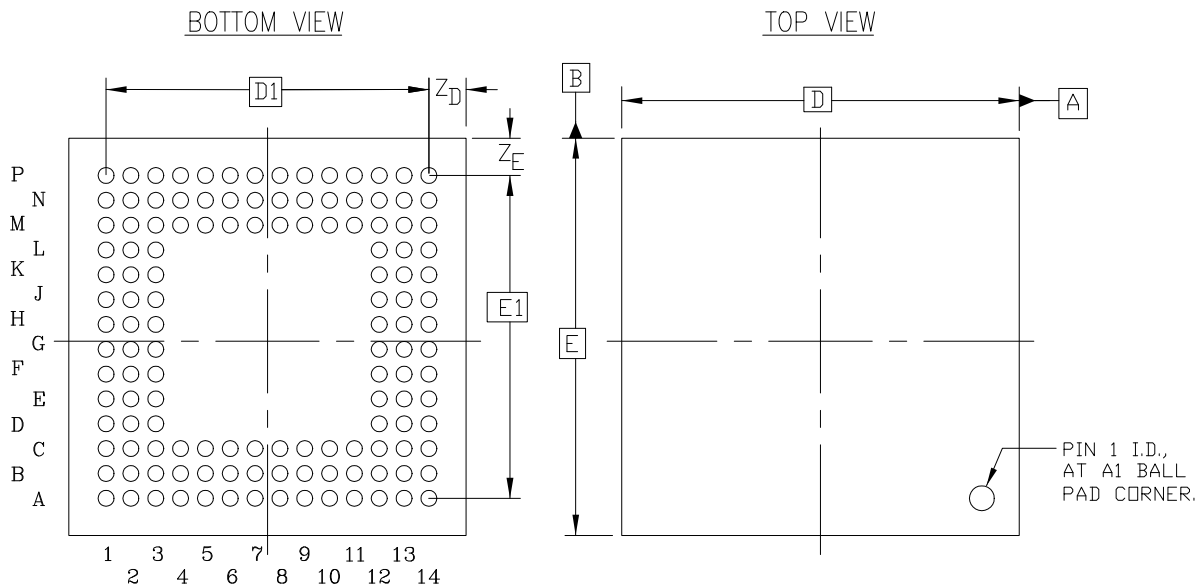 BOTTOM VIEW
TOP VIEW
D1
ZD
B
D
A
ZE
P
N
M
L
K
J
H
G
F
E
D
C
B
A
E1
E
PIN 1 I.D.,
AT A1 BALL
PAD CORNER.
1 3 5 7 9 11 13
2 4 6 8 10 12 14